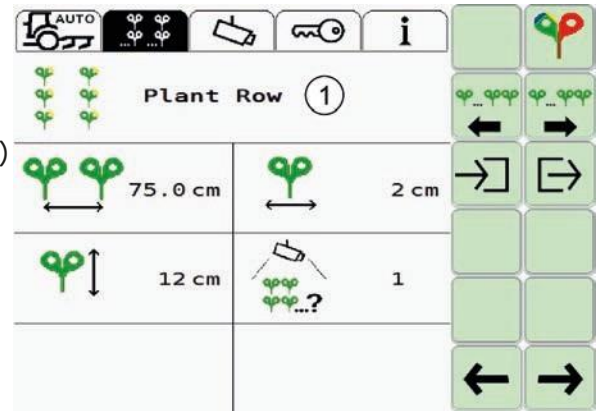 AUTO
... ...
i
Plant Row 1
... ...
)
75.0 cm 2 cm
12 cm 1
...?